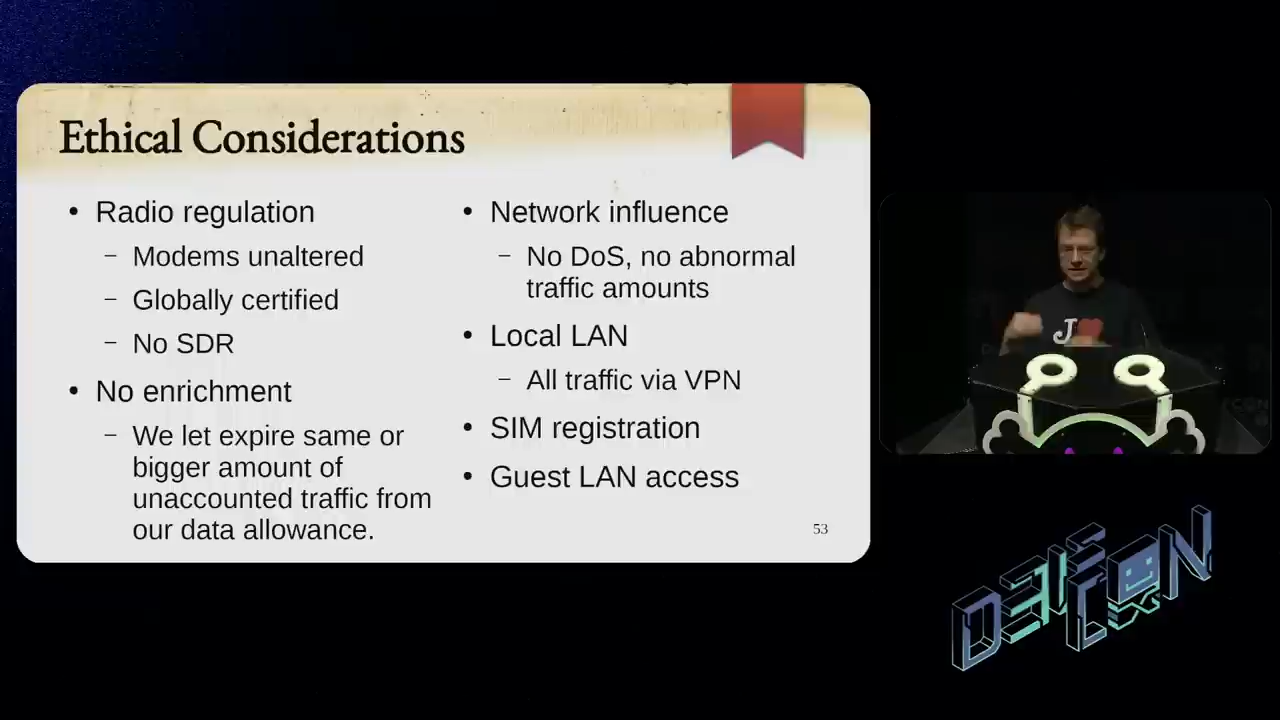 Ethical Considerations
• Radio regulation
– Modems unaltered
– Globally certified
– No SDR
• No enrichment
– We let expire same or
bigger amount of
unaccounted traffic from
our data allowance.
• Network influence
– No DoS, no abnormal
traffic amounts
• Local LAN
– All traffic via VPN
• SIM registration
• Guest LAN access
53
J
DEF
CON